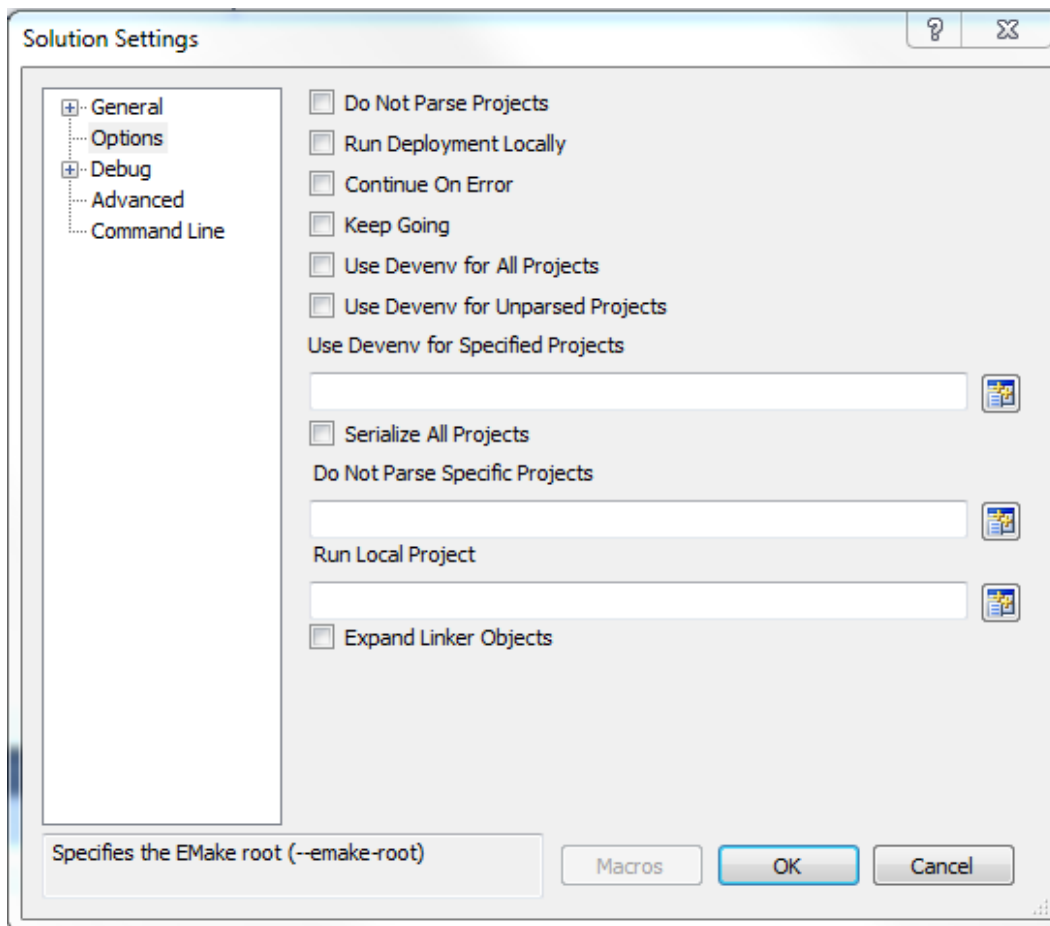 Solution Settings
General
Options
Debug
Advanced
Command Line
Do Not Parse Projects
Run Deployment Locally
Continue On Error
Keep Going
Use Devenv for All Projects
Use Devenv for Unparsed Projects
Use Devenv for Specified Projects
Serialize All Projects
Do Not Parse Specific Projects
Run Local Project
Expand Linker Objects
Specifies the EMake root (--emake-root)
Macros
OK
Cancel